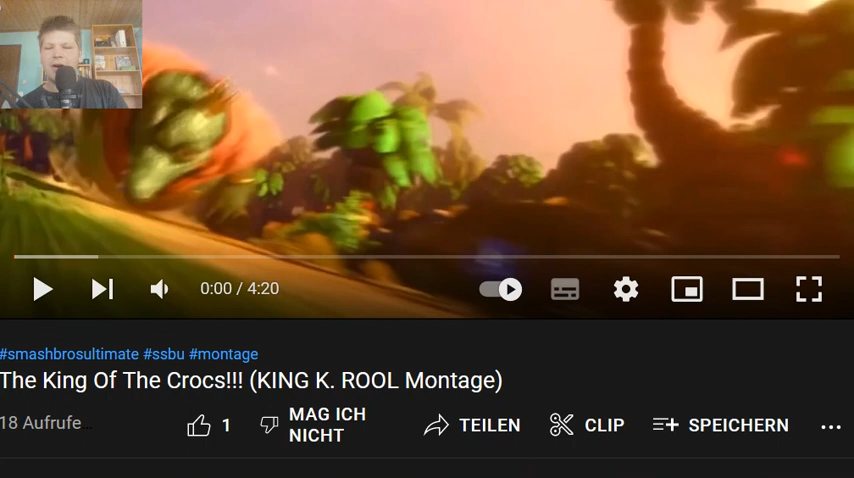 0:00 / 4:20
#smashbrosultimate #ssbu #montage
The King Of The Crocs!!! (KING K. ROOL Montage)
18 Aufrufe
1
MAG ICH
NICHT
TEILEN
CLIP
SPEICHERN